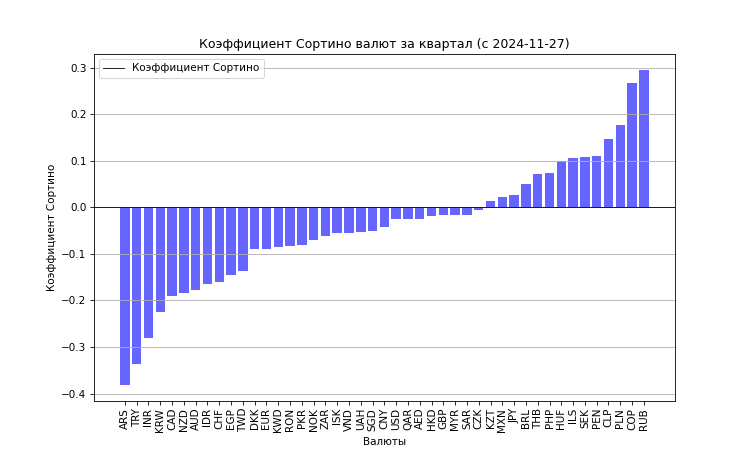 Коэффициент Сортино валют за квартал (с 2024-11-27)
Коэффициент Сортино
0.3
0.2
0.1
0.0
−0.1
−0.2
−0.3
−0.4
Коэффициент Сортино
ARS TRY INR KRW CAD NZD AUD IDR CHF EGP TWD DKK EUR KWD RON PKR NOK ZAR ISK VND UAH SGD CNY USD QAR AED HKD GBP MYR SAR CZK KZT MXN JPY BRL THB PHP HUF ILS SEK PEN CLP PLN COP RUB
Валюты